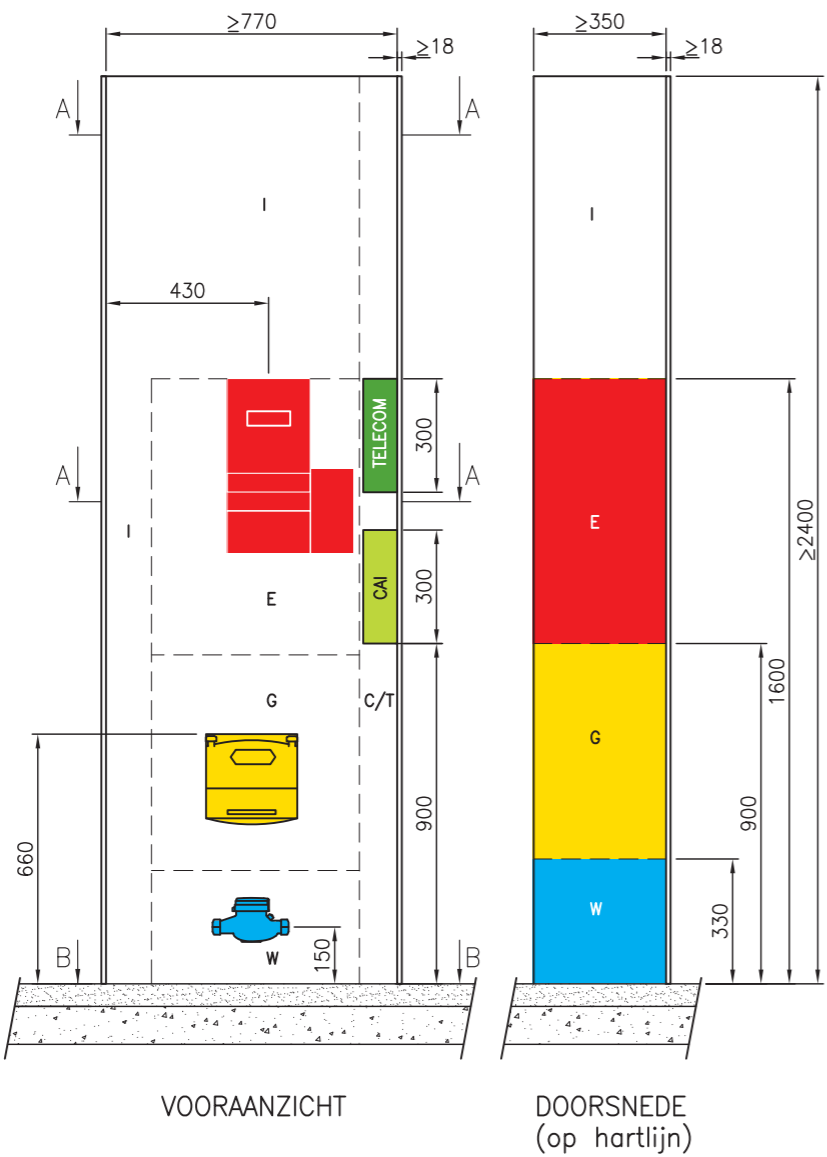 ≥770
≥18
≥350
≥18
A
A
A
A
I
I
430
TELECOM
300
I
E
CAI
300
E
≥2400
1600
G
C/T
G
900
900
660
W
330
W
150
B
B
VOORAANZICHT
DOORSNEDE
(op hartlijn)